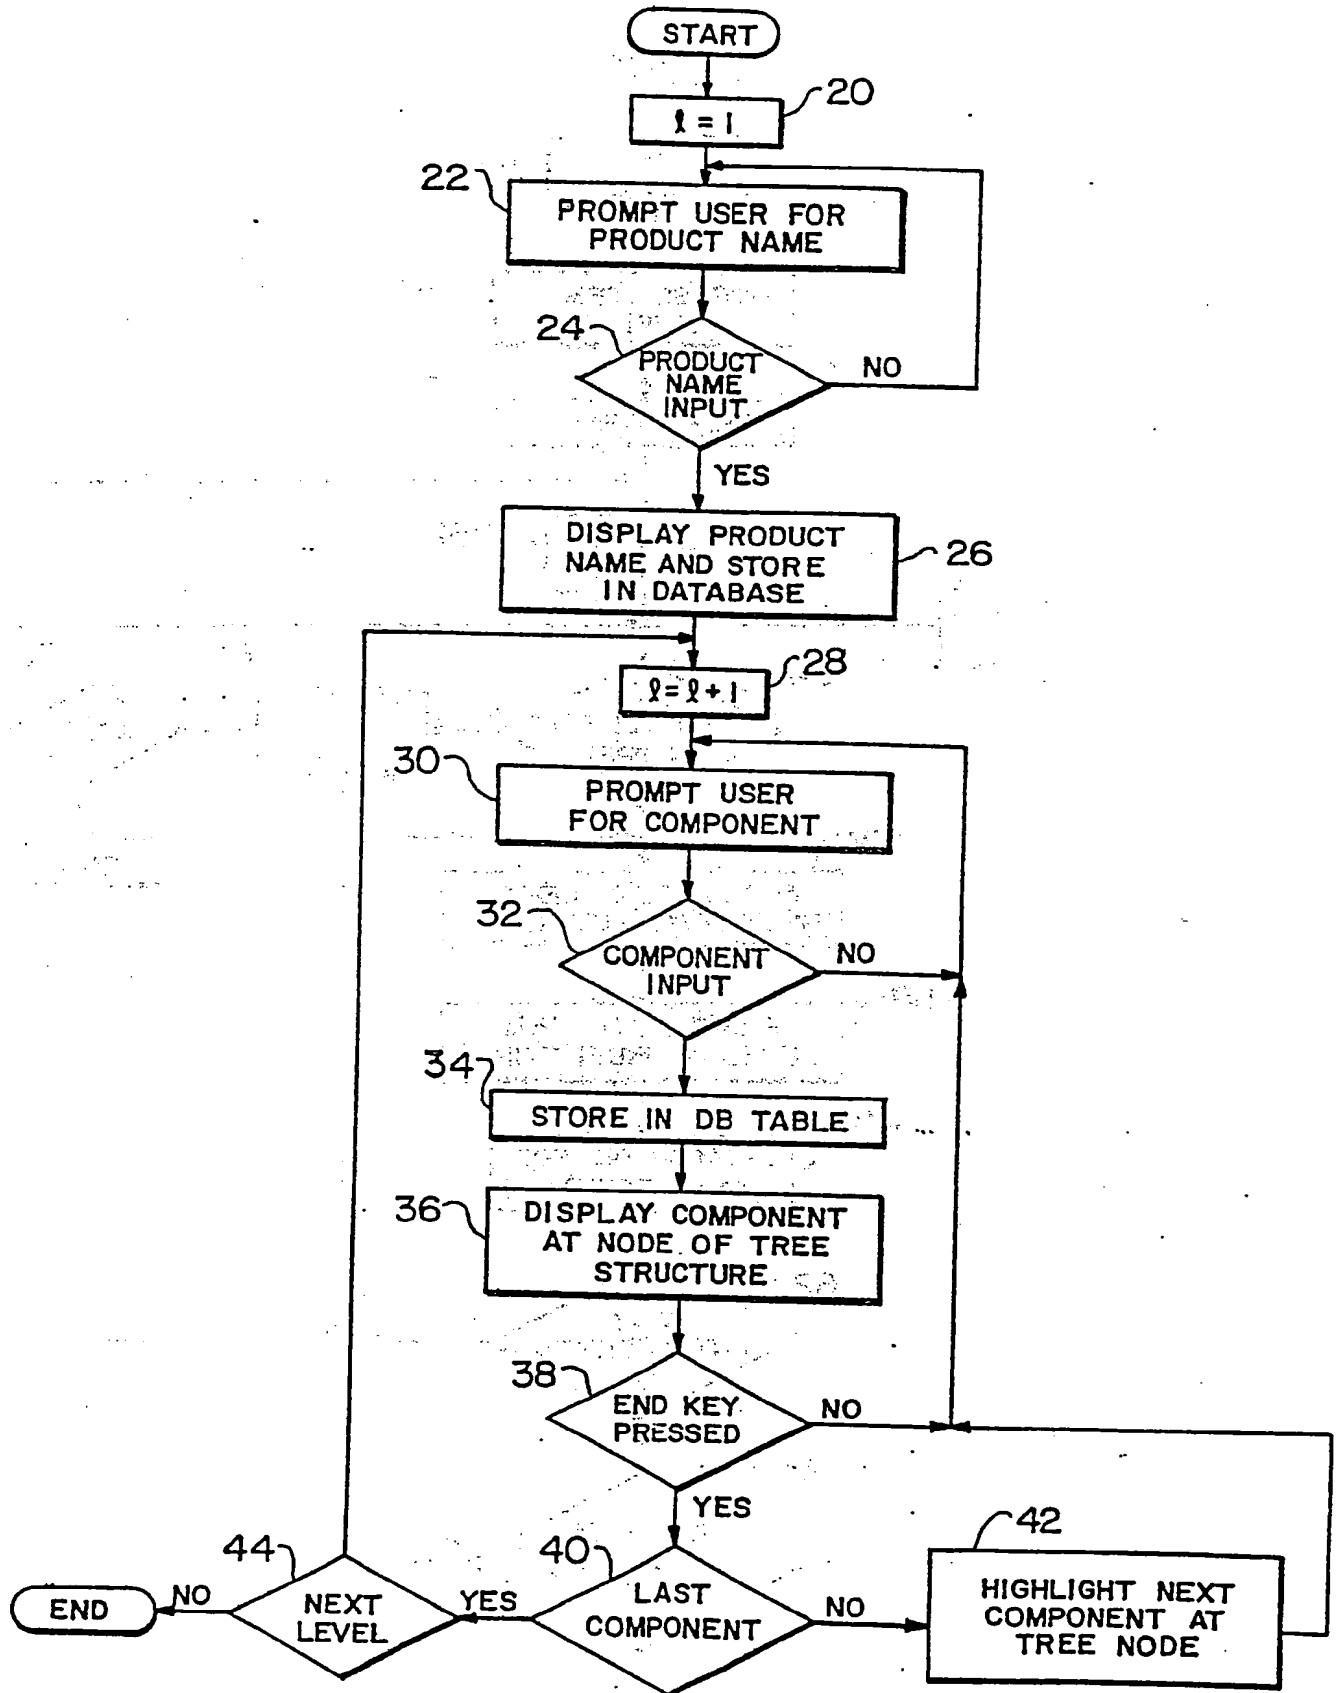 START
20
ℓ = 1
22
PROMPT USER FOR
PRODUCT NAME
24
PRODUCT
NAME
INPUT
NO
YES
DISPLAY PRODUCT
NAME AND STORE
IN DATABASE
26
28
ℓ = ℓ + 1
30
PROMPT USER
FOR COMPONENT
32
COMPONENT
INPUT
NO
34
STORE IN DB TABLE
36
DISPLAY COMPONENT
AT NODE OF TREE
STRUCTURE
38
END KEY
PRESSED
NO
YES
44
40
42
END
NO
NEXT
LEVEL
YES
LAST
COMPONENT
NO
HIGHLIGHT NEXT
COMPONENT AT
TREE NODE